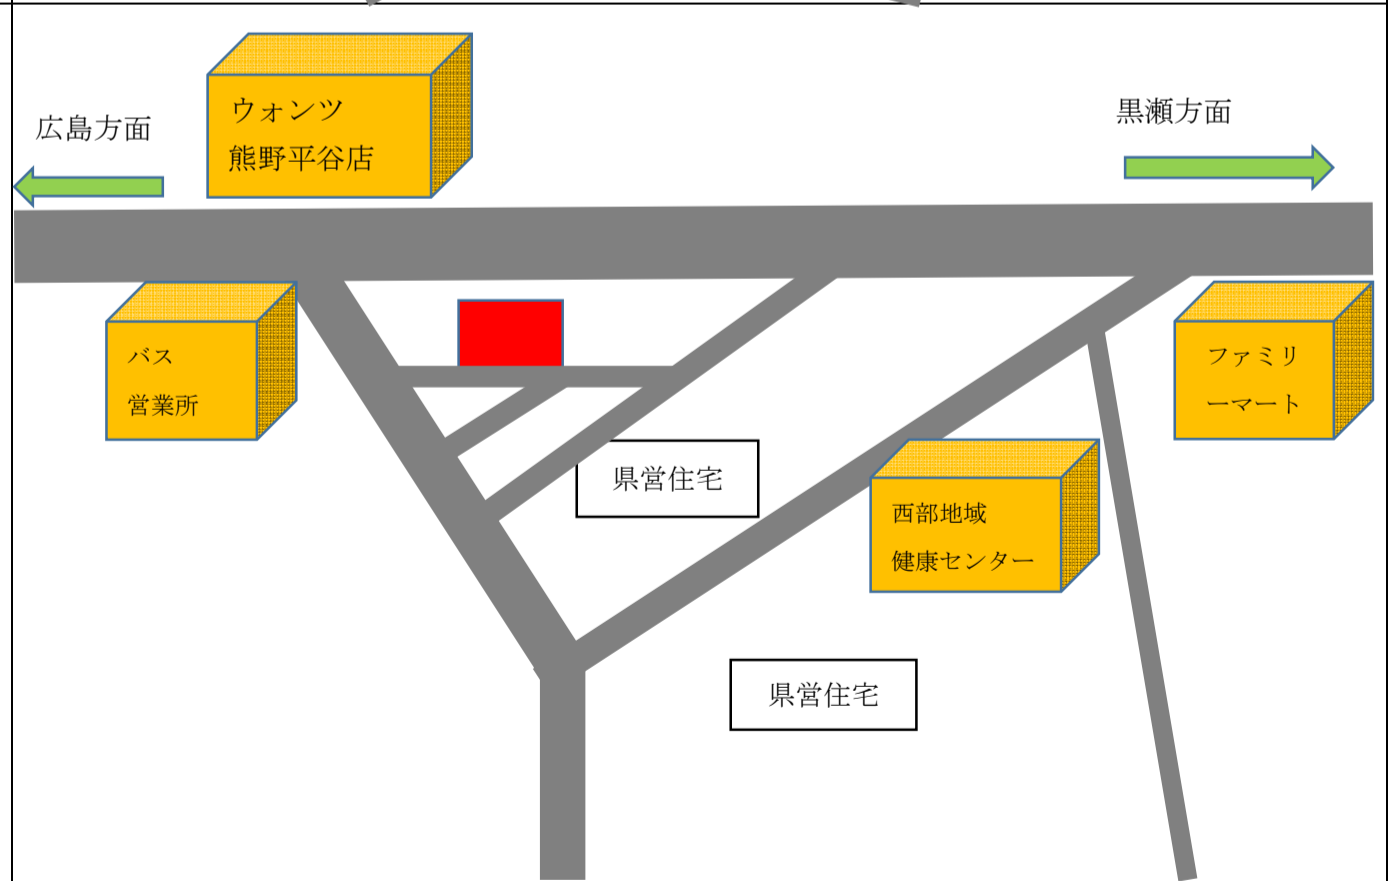 広島方面
ウォンツ
熊野平谷店
黒瀬方面
バス
営業所
ファミリ
ーマート
県営住宅
西部地域
健康センター
県営住宅